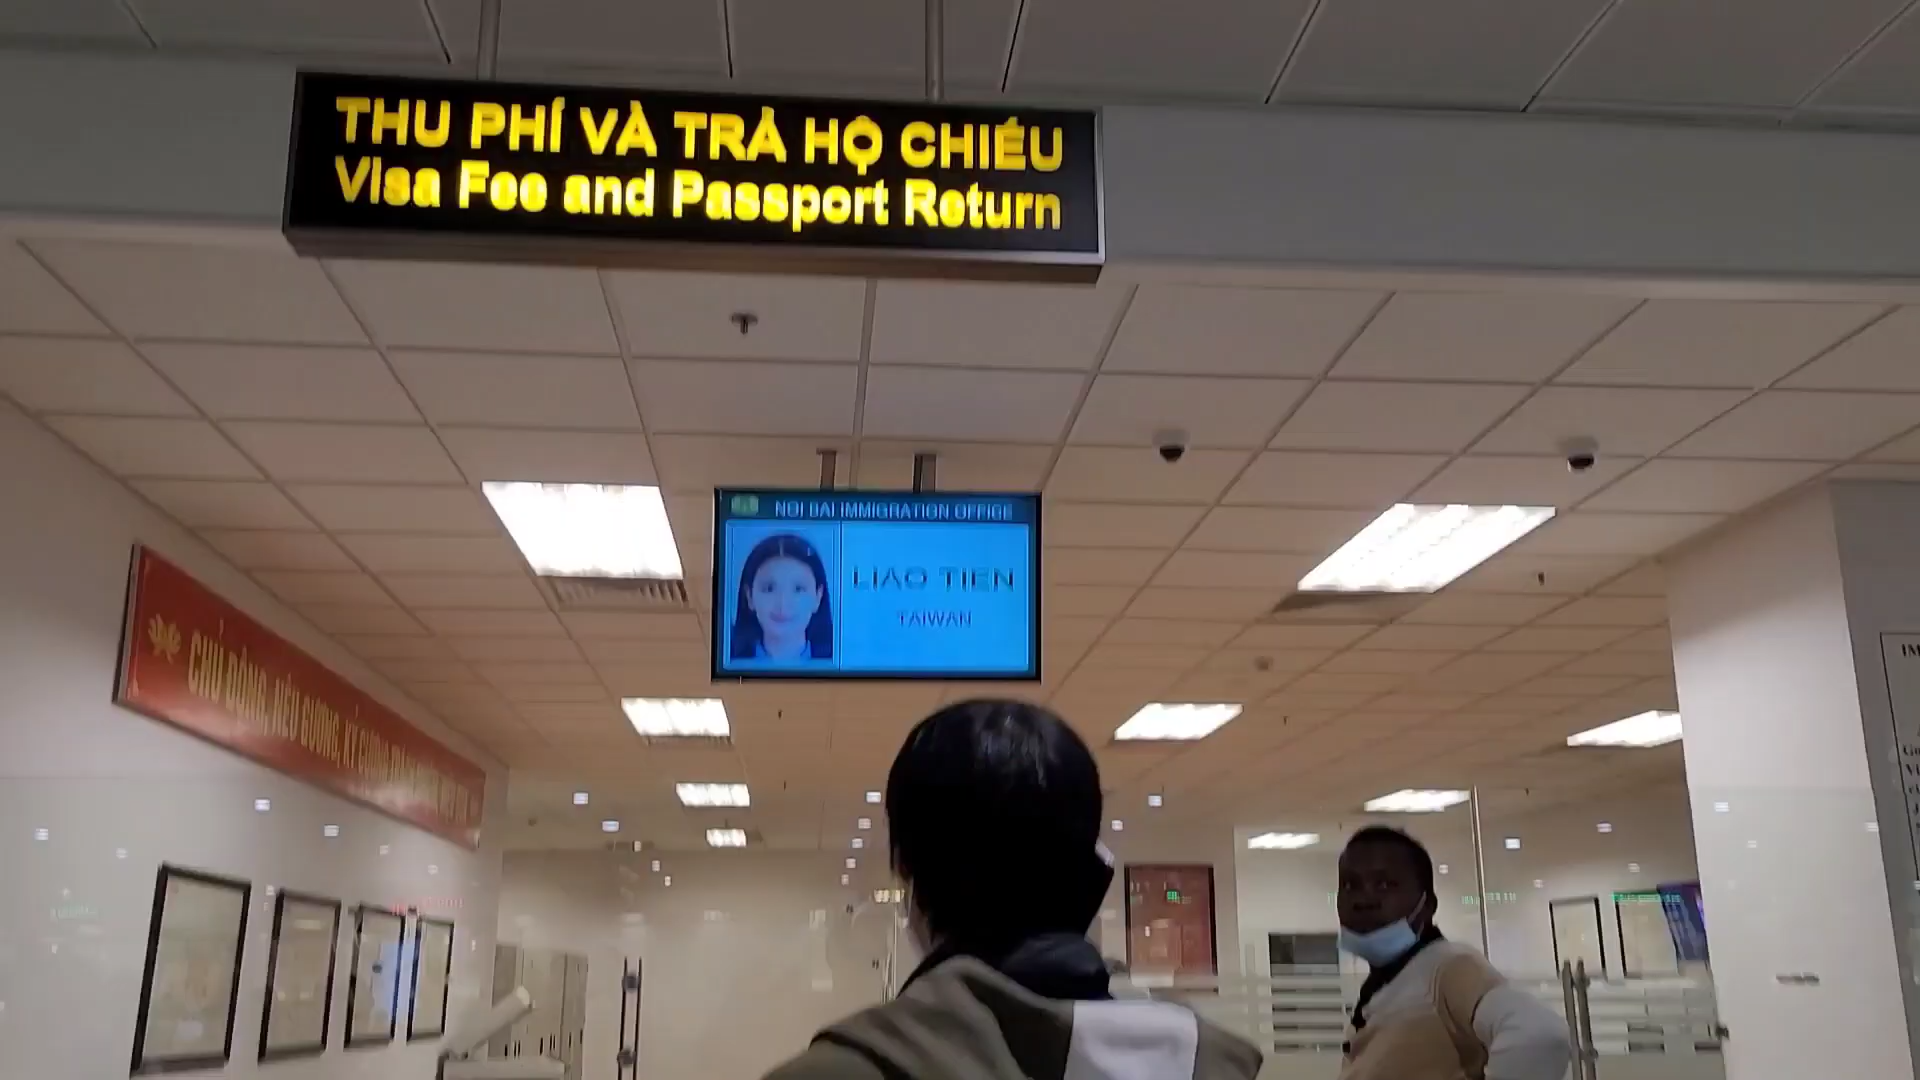 THU PHÍ VÀ TRẢ HỘ CHIẾU
Visa Fee and Passport Return
NOI BAI IMMIGRATION OFFICE
LIAO TIEN
TAIWAN
CHỦ ĐỘNG, NÊU GƯƠNG, KỶ CƯƠNG